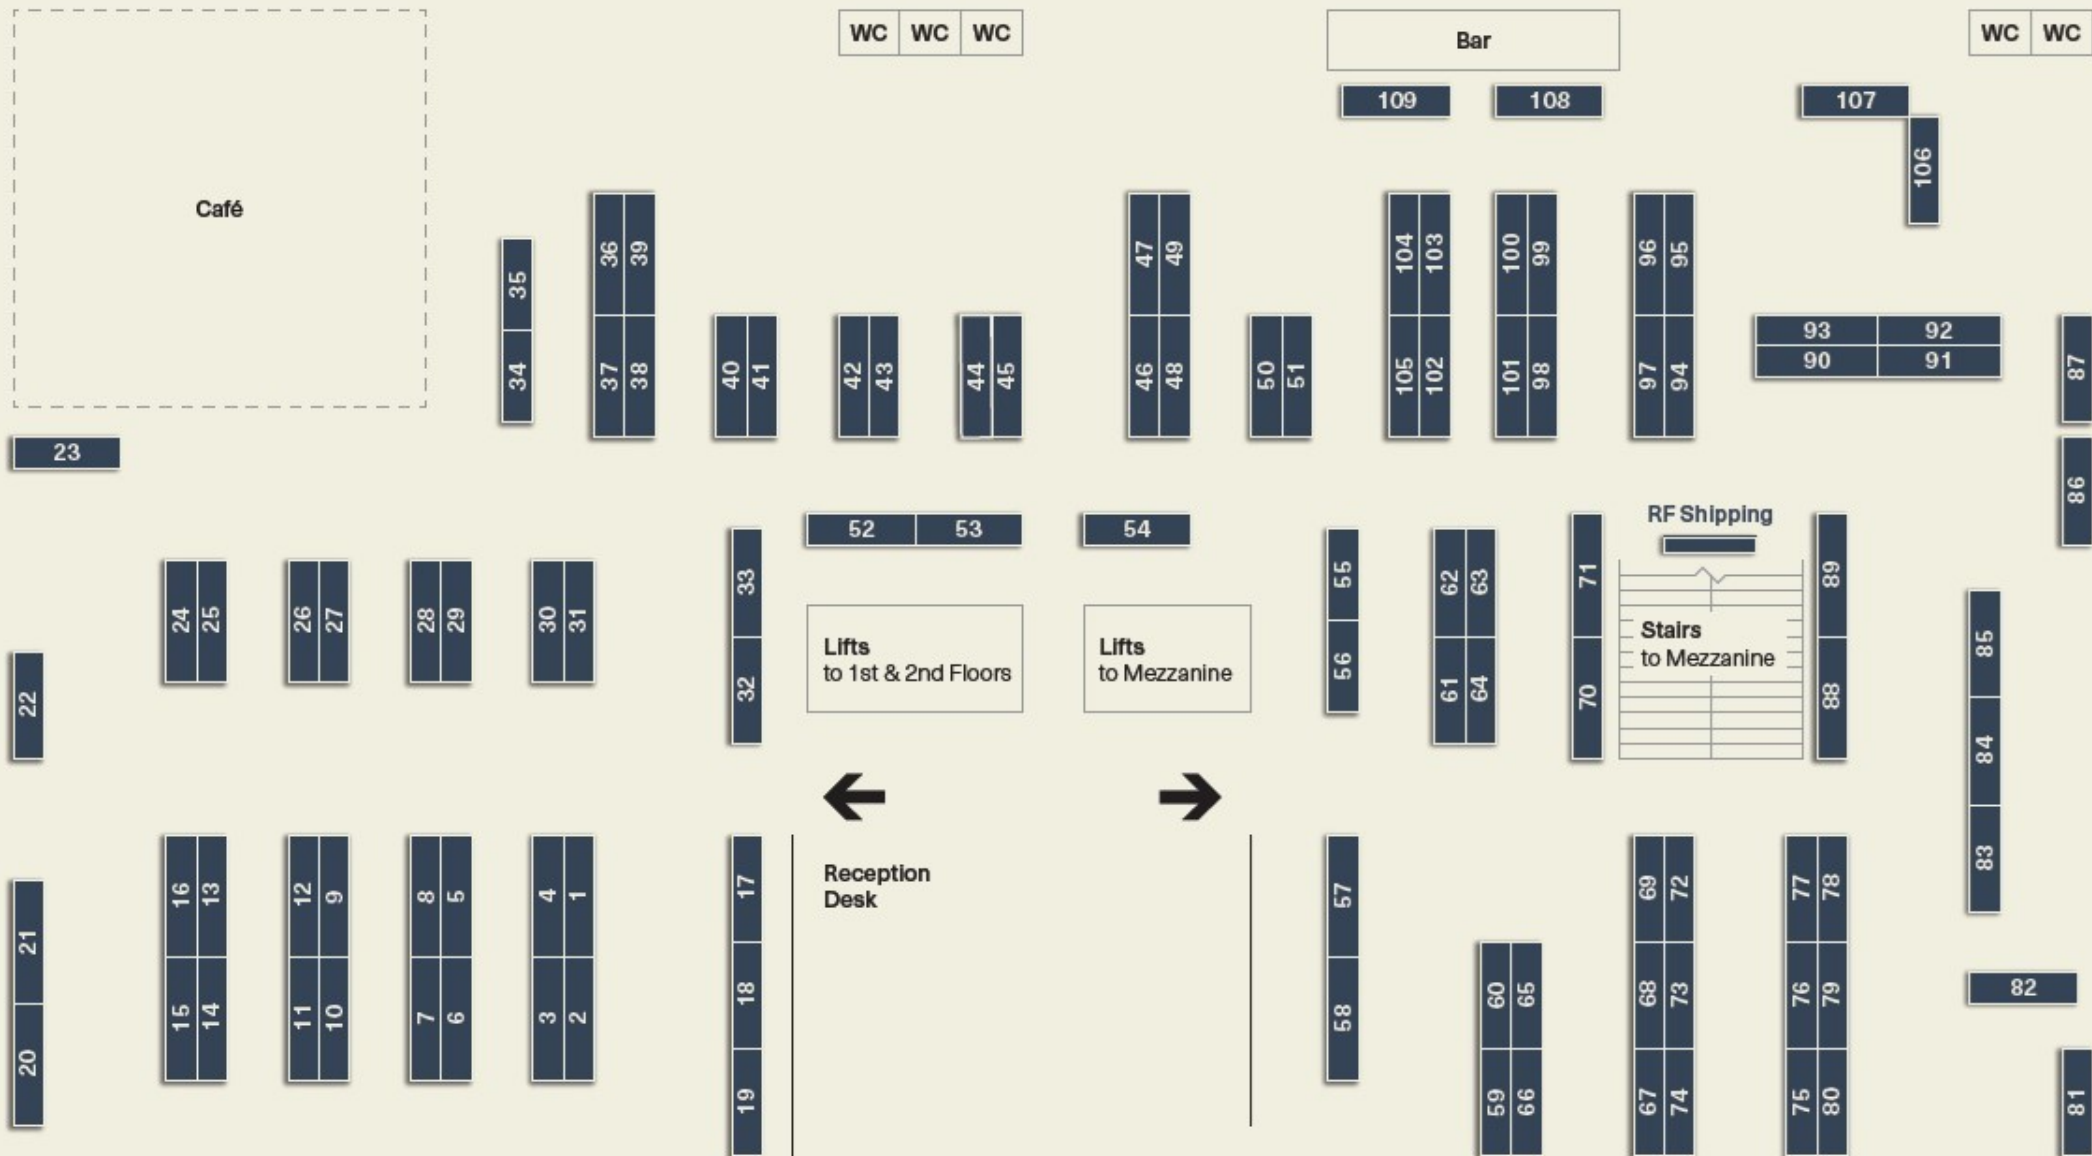 WC WC WC
Bar
WC WC
109 108 107
106
Café
35 36 39 47 49 104 103 100 99 96 95
34 37 38 40 41 42 43 44 45 46 48 50 51 105 102 101 98 97 94
93 92
90 91
87
23
86
52 53 54
RF Shipping
24 25 26 27 28 29 30 31 33 55 62 63 71 89
22 32 56 61 64 70 88
Lifts
to 1st & 2nd Floors
Lifts
to Mezzanine
Stairs
to Mezzanine
85
84
83
Reception
Desk
21 16 13 12 9 8 5 4 1 17 57 69 72 77 78
20 15 14 11 10 7 6 3 2 18 58 60 65 68 73 76 79
82
19 59 66 67 74 75 80 81